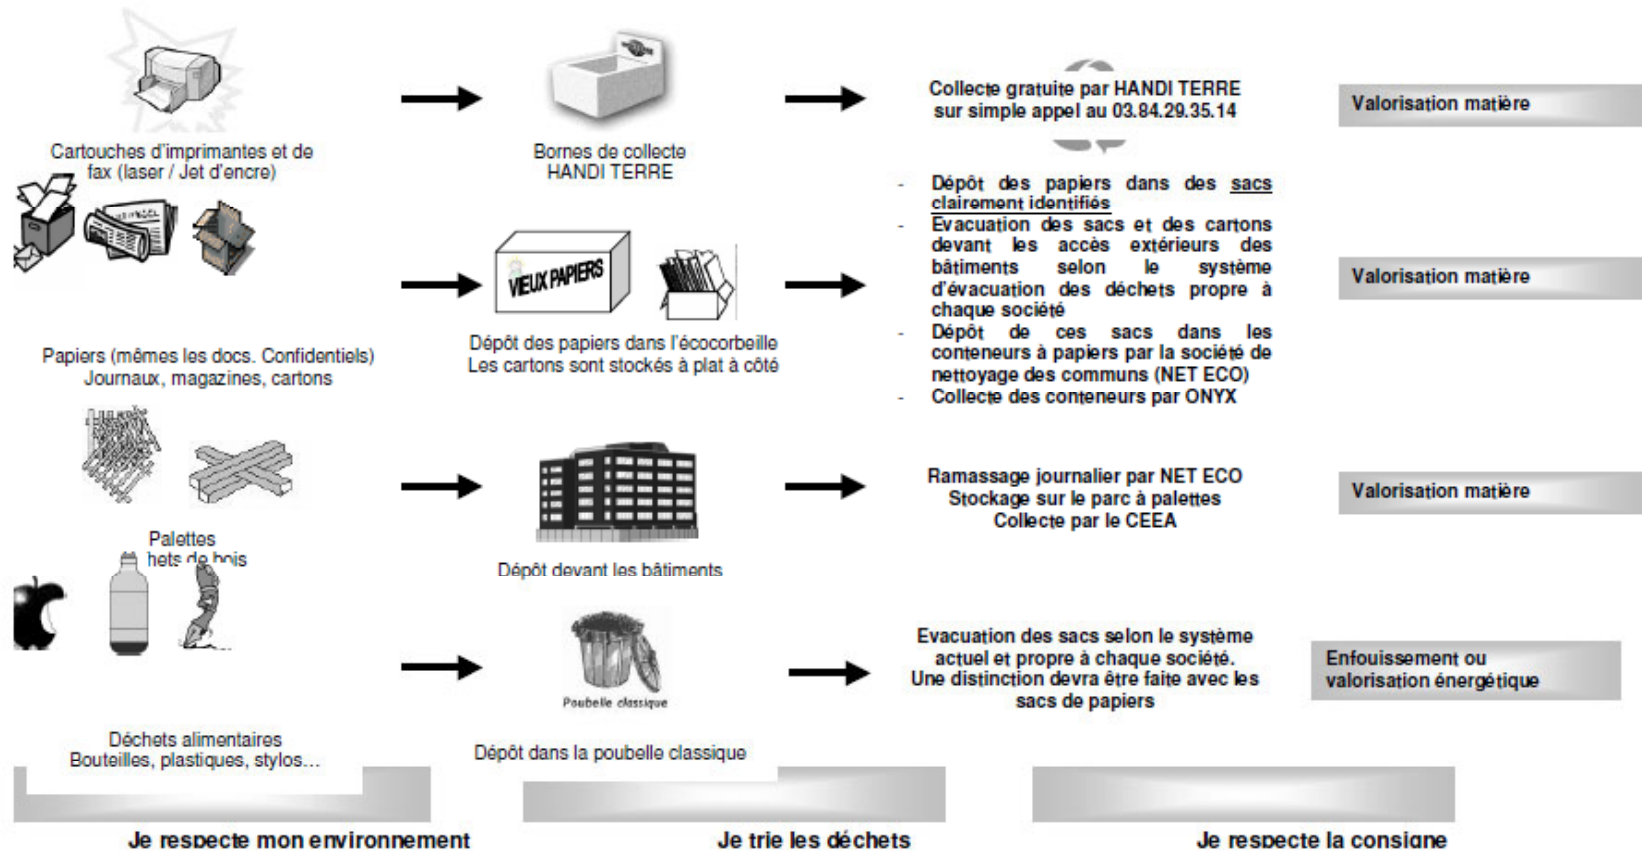 Cartouches d'imprimantes et de
fax (laser / Jet d'encre)
Bornes de collecte
HANDI TERRE
Collecte gratuite par HANDI TERRE
sur simple appel au 03.84.29.35.14
Valorisation matière
Papiers (mêmes les docs. Confidentiels)
Journaux, magazines, cartons
VIEUX PAPIERS
Dépôt des papiers dans l'écocorbeille
Les cartons sont stockés à plat à côté
- Dépôt des papiers dans des sacs
clairement identifiés
- Evacuation des sacs et des cartons
devant les accès extérieurs des
bâtiments selon le système
d'évacuation des déchets propre à
chaque société
- Dépôt de ces sacs dans les
conteneurs à papiers par la société de
nettoyage des communs (NET ECO)
- Collecte des conteneurs par ONYX
Valorisation matière
Palettes
hets de bois
Dépôt devant les bâtiments
Ramassage journalier par NET ECO
Stockage sur le parc à palettes
Collecte par le CEEA
Valorisation matière
Déchets alimentaires
Bouteilles, plastiques, stylos...
Poubelle classique
Dépôt dans la poubelle classique
Evacuation des sacs selon le système
actuel et propre à chaque société.
Une distinction devra être faite avec les
sacs de papiers
Enfouissement ou
valorisation énergétique
Je respecte mon environnement
Je trie les déchets
Je respecte la consigne